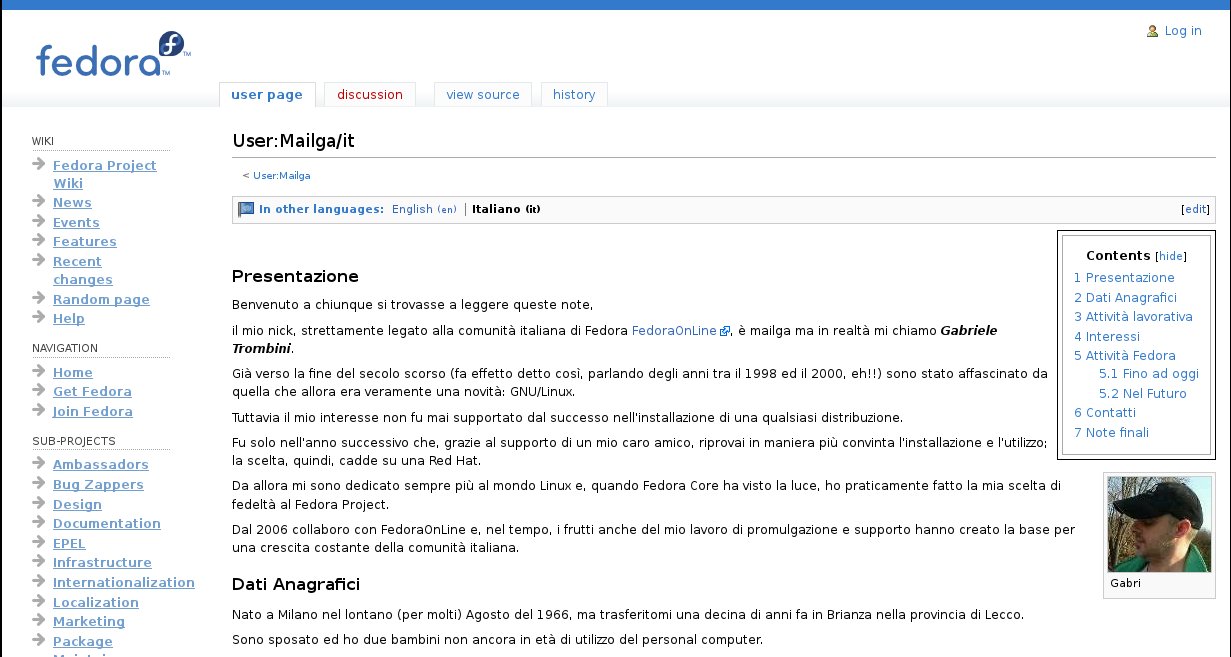 Log in
fedora
user page
discussion
view source
history
WIKI
Fedora Project
Wiki
News
Events
Features
Recent
changes
Random page
Help
NAVIGATION
Home
Get Fedora
Join Fedora
SUB-PROJECTS
Ambassadors
Bug Zappers
Design
Documentation
EPEL
Infrastructure
Internationalization
Localization
Marketing
Package
User:Mailga/it
< User:Mailga
In other languages: English (en) | Italiano (it) [edit]
Presentazione
Benvenuto a chiunque si trovasse a leggere queste note,
il mio nick, strettamente legato alla comunità italiana di Fedora FedoraOnLine, è mailga ma in realtà mi chiamo Gabriele
Trombini.
Già verso la fine del secolo scorso (fa effetto detto così, parlando degli anni tra il 1998 ed il 2000, eh!!) sono stato affascinato da
quella che allora era veramente una novità: GNU/Linux.
Tuttavia il mio interesse non fu mai supportato dal successo nell'installazione di una qualsiasi distribuzione.
Fu solo nell'anno successivo che, grazie al supporto di un mio caro amico, riprovai in maniera più convinta l'installazione e l'utilizzo;
la scelta, quindi, cadde su una Red Hat.
Da allora mi sono dedicato sempre più al mondo Linux e, quando Fedora Core ha visto la luce, ho praticamente fatto la mia scelta di
fedeltà al Fedora Project.
Dal 2006 collaboro con FedoraOnLine e, nel tempo, i frutti anche del mio lavoro di promulgazione e supporto hanno creato la base per
una crescita costante della comunità italiana.
Dati Anagrafici
Nato a Milano nel lontano (per molti) Agosto del 1966, ma trasferitomi una decina di anni fa in Brianza nella provincia di Lecco.
Sono sposato ed ho due bambini non ancora in età di utilizzo del personal computer.
Contents [hide]
1 Presentazione
2 Dati Anagrafici
3 Attività lavorativa
4 Interessi
5 Attività Fedora
5.1 Fino ad oggi
5.2 Nel Futuro
6 Contatti
7 Note finali
Gabri